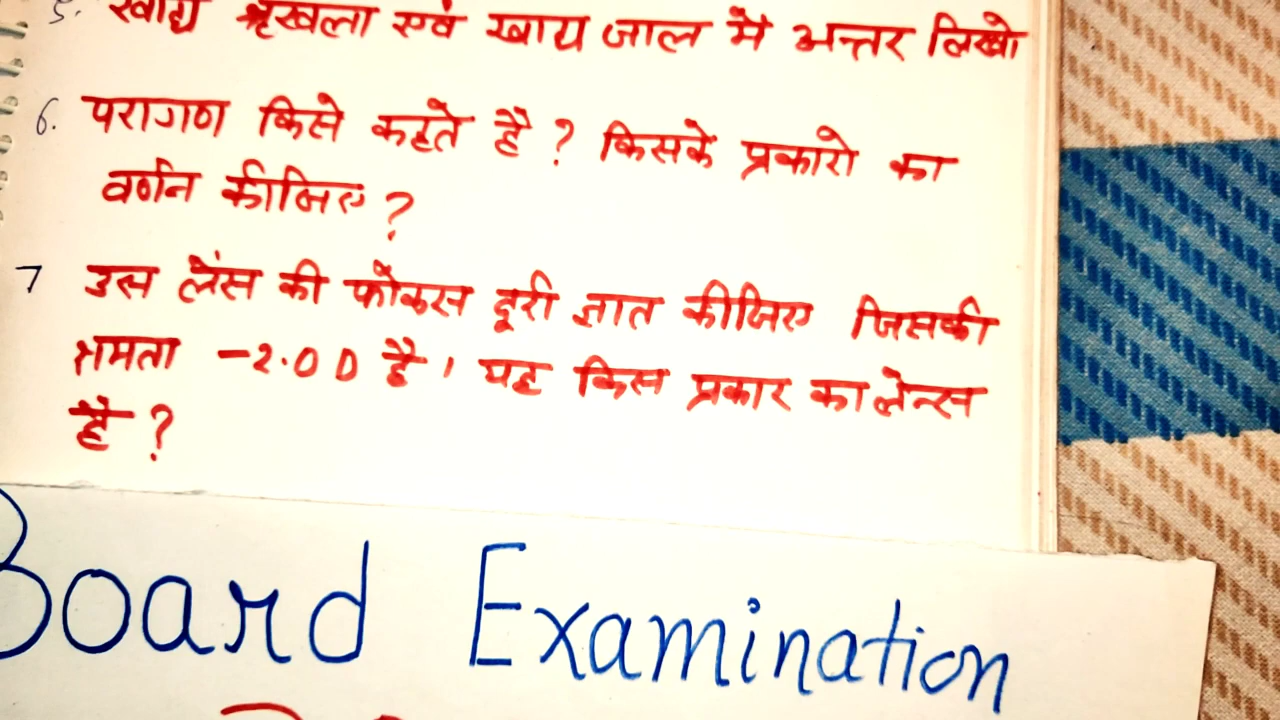 5. खाद्य श्रृंखला एवं खाद्य जाल में अन्तर लिखो
6. परागण किसे कहते है ? किसके प्रकारो का
वर्णन कीजिए ?
7 उस लेंस की फोकस दूरी ज्ञात कीजिए जिसकी
क्षमता -2.0 D है। यह किस प्रकार का लेन्स
है ?
Board Examination